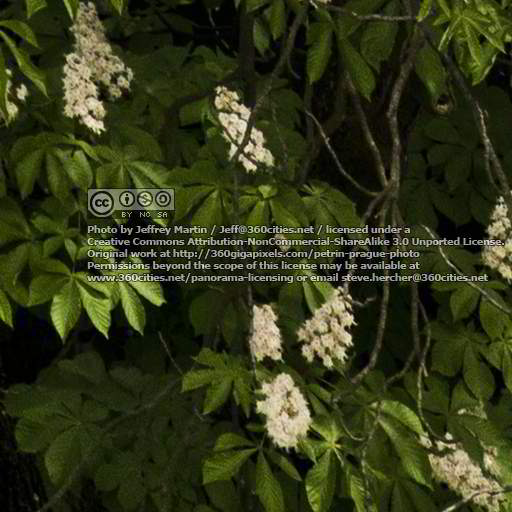 cc BY NC SA
Photo by Jeffrey Martin / Jeff@360cities.net / licensed under a
Creative Commons Attribution-NonCommercial-ShareAlike 3.0 Unported License.
Original work at http://360gigapixels.com/petrin-prague-photo
Permissions beyond the scope of this license may be available at
www.360cities.net/panorama-licensing or email steve.hercher@360cities.net